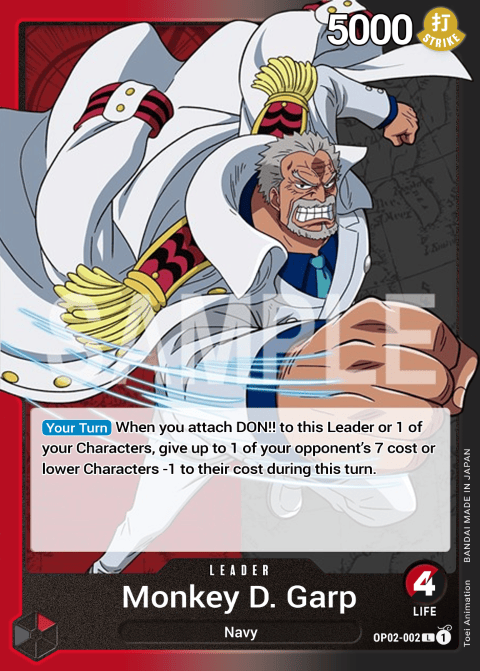 5000
打
STRIKE
SAMPLE
Your Turn When you attach DON!! to this Leader or 1 of
your Characters, give up to 1 of your opponent's 7 cost or
lower Characters -1 to their cost during this turn.
LEADER
Monkey D. Garp
Navy
4
LIFE
OP02-002 L 1
Toei Animation BANDAI MADE IN JAPAN